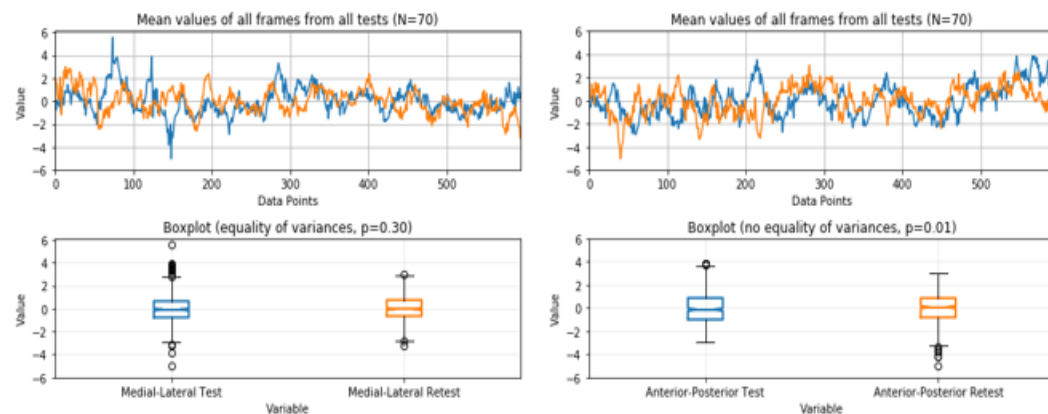 Mean values of all frames from all tests (N=70)
6
4
2
0
−2
−4
−6
Value
0 100 200 300 400 500
Data Points
Mean values of all frames from all tests (N=70)
6
4
2
0
−2
−4
−6
Value
0 100 200 300 400 500
Data Points
Boxplot (equality of variances, p=0.30)
6
4
2
0
−2
−4
−6
Value
Medial-Lateral Test Medial-Lateral Retest
Variable
Boxplot (no equality of variances, p=0.01)
6
4
2
0
−2
−4
−6
Value
Anterior-Posterior Test Anterior-Posterior Retest
Variable